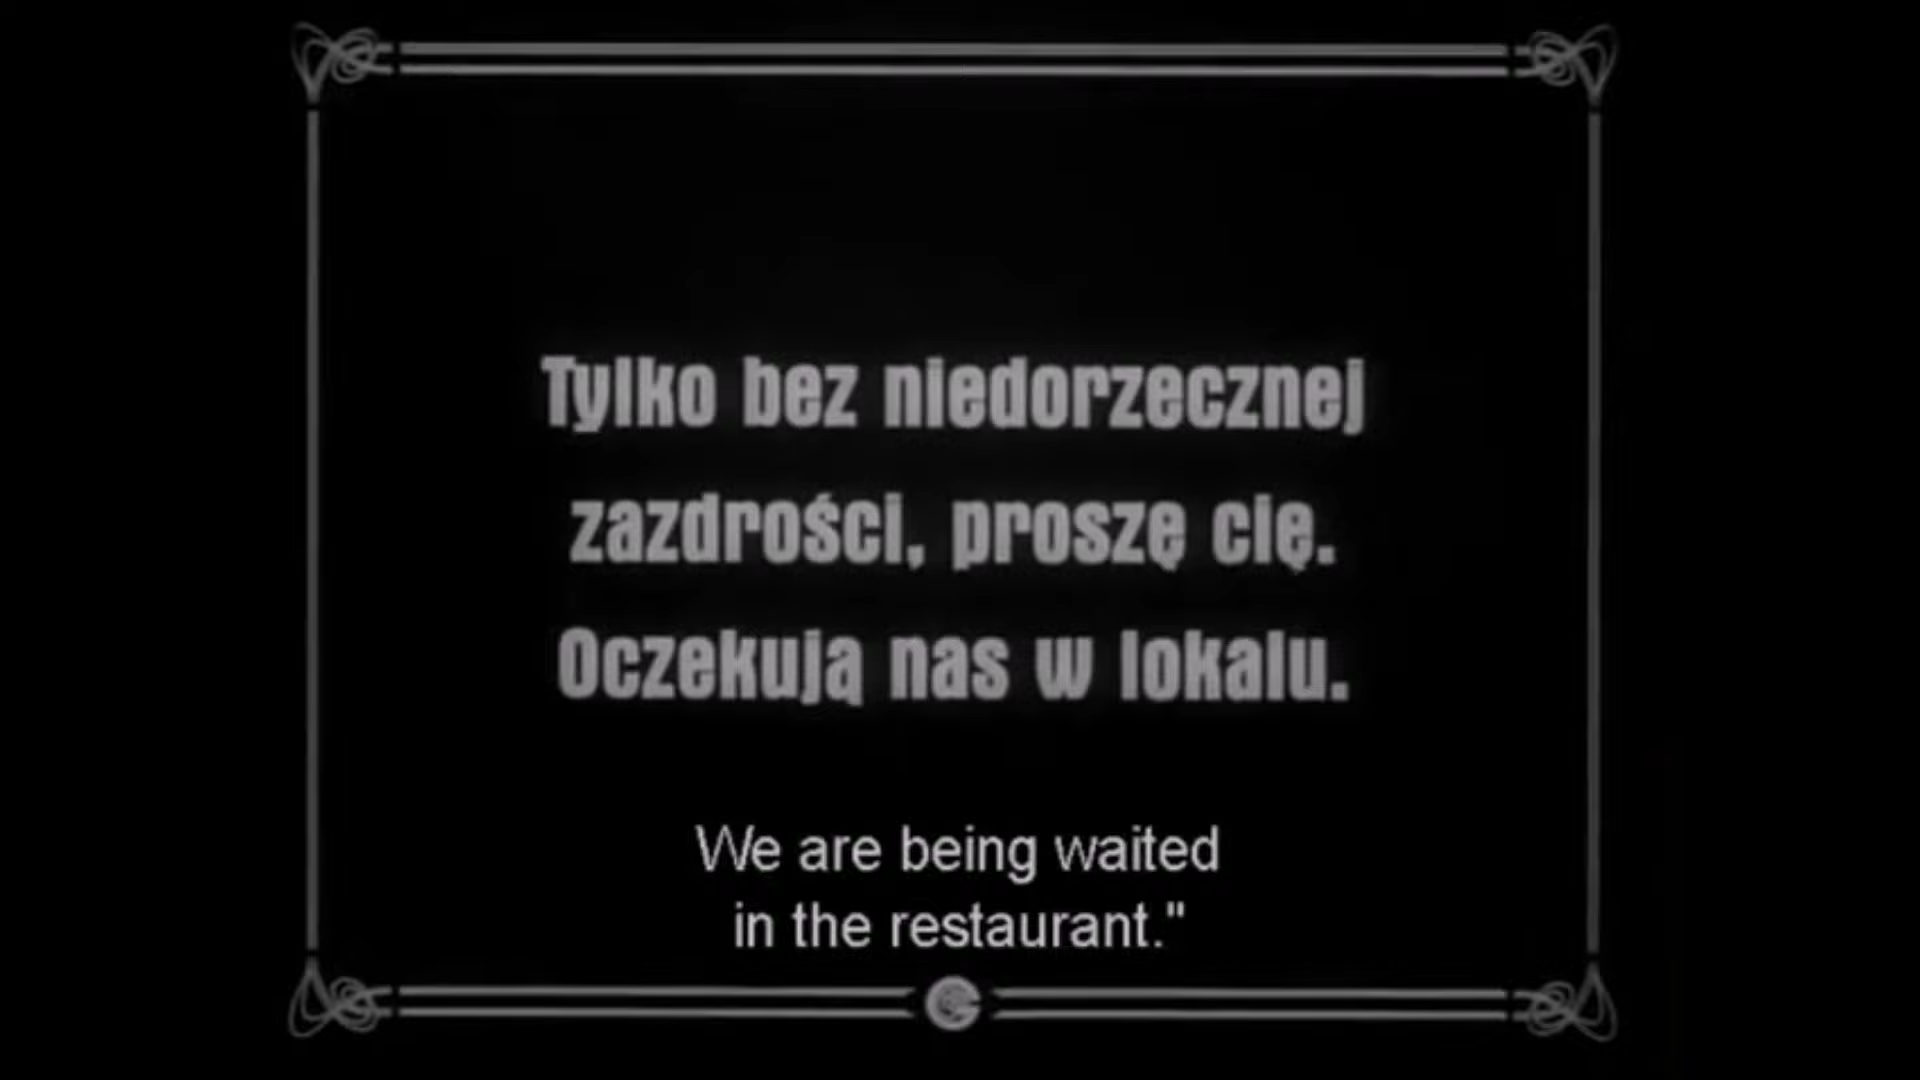 Tylko bez niedorzecznej
zazdrości, proszę cię.
Oczekują nas w lokalu.
We are being waited
in the restaurant."